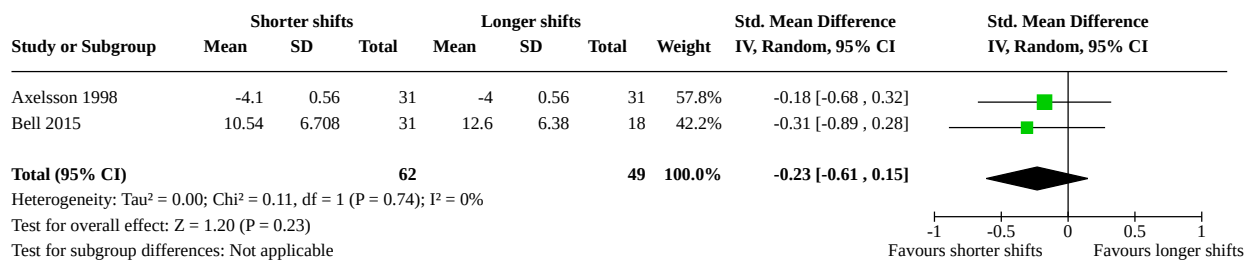 Shorter shifts Longer shifts Std. Mean Difference Std. Mean Difference
Study or Subgroup Mean SD Total Mean SD Total Weight IV, Random, 95% CI IV, Random, 95% CI
Axelsson 1998 -4.1 0.56 31 -4 0.56 31 57.8% -0.18 [-0.68 , 0.32]
Bell 2015 10.54 6.708 31 12.6 6.38 18 42.2% -0.31 [-0.89 , 0.28]
Total (95% CI) 62 49 100.0% -0.23 [-0.61 , 0.15]
Heterogeneity: Tau² = 0.00; Chi² = 0.11, df = 1 (P = 0.74); I² = 0%
Test for overall effect: Z = 1.20 (P = 0.23)
-1 -0.5 0 0.5 1
Test for subgroup differences: Not applicable Favours shorter shifts Favours longer shifts